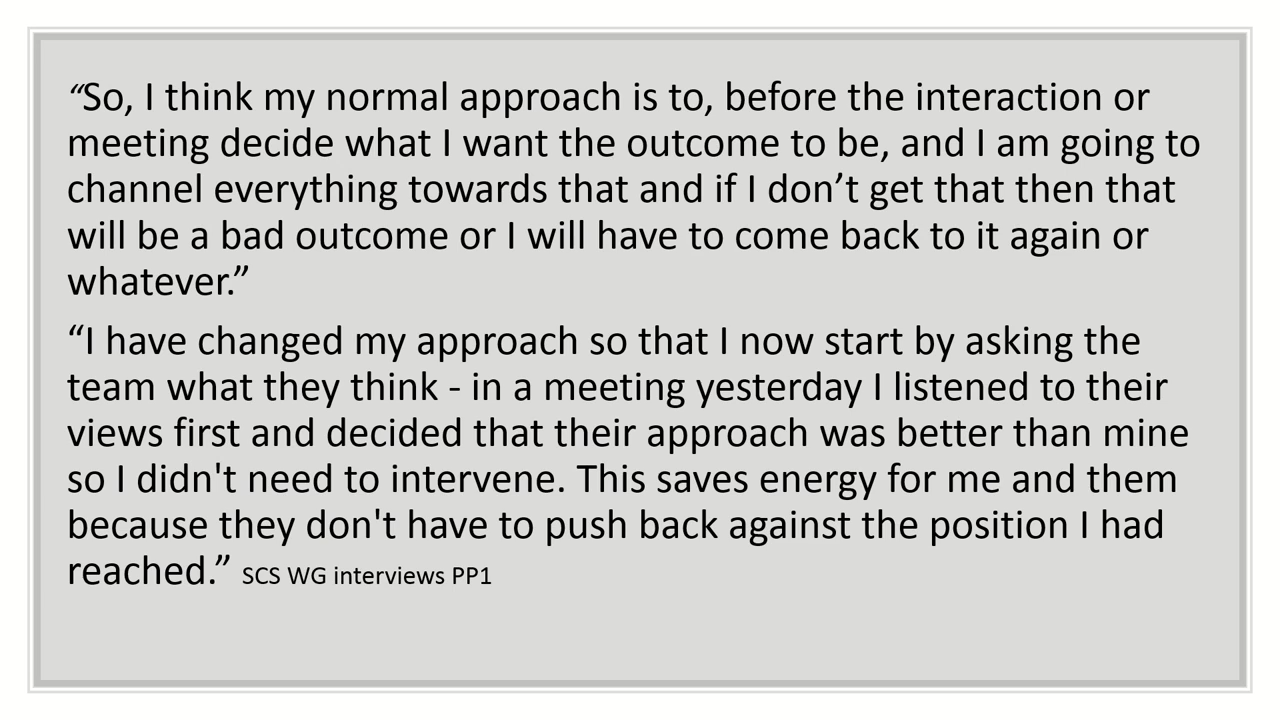 “So, I think my normal approach is to, before the interaction or
meeting decide what I want the outcome to be, and I am going to
channel everything towards that and if I don’t get that then that
will be a bad outcome or I will have to come back to it again or
whatever.”
“I have changed my approach so that I now start by asking the
team what they think - in a meeting yesterday I listened to their
views first and decided that their approach was better than mine
so I didn't need to intervene. This saves energy for me and them
because they don't have to push back against the position I had
reached.” SCS WG interviews PP1